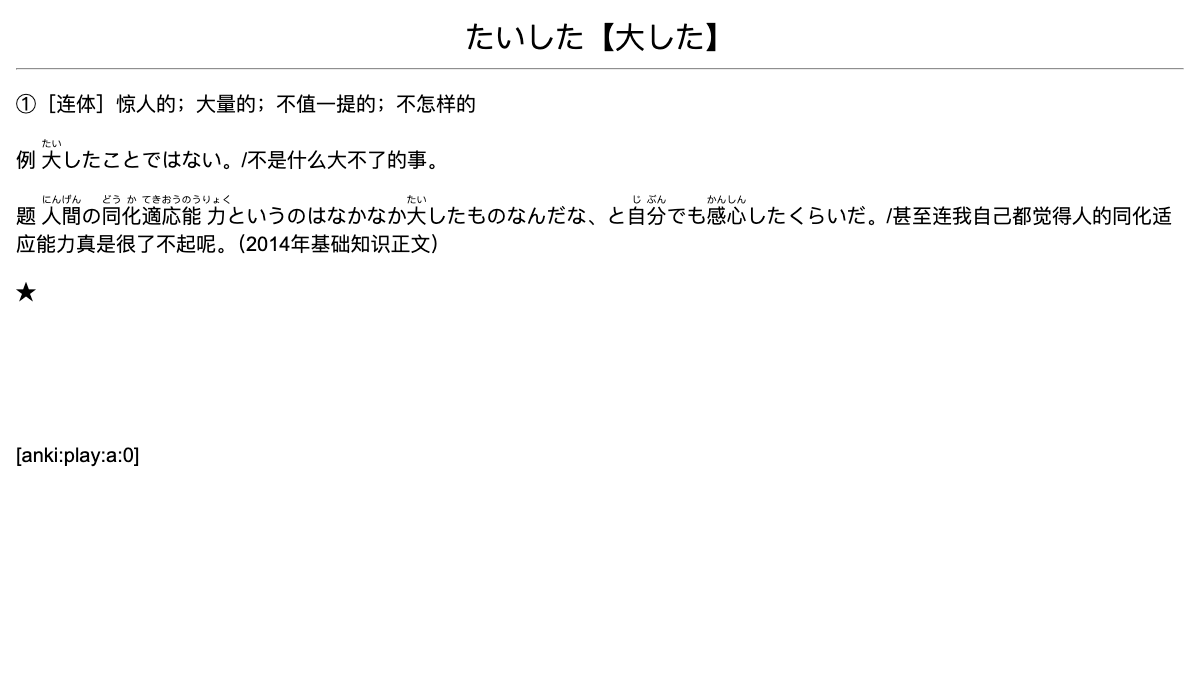 たいした【大した】
①［连体］惊人的；大量的；不值一提的；不怎样的
たい
例 大したことではない。/不是什么大不了的事。
にんげん どう か てきおうのうりょく たい じ ぶん かんしん
题 人間の同化適応能力というのはなかなか大したものなんだな、と自分でも感心したくらいだ。/甚至连我自己都觉得人的同化适
应能力真是很了不起呢。（2014年基础知识正文）
★
[anki:play:a:0]